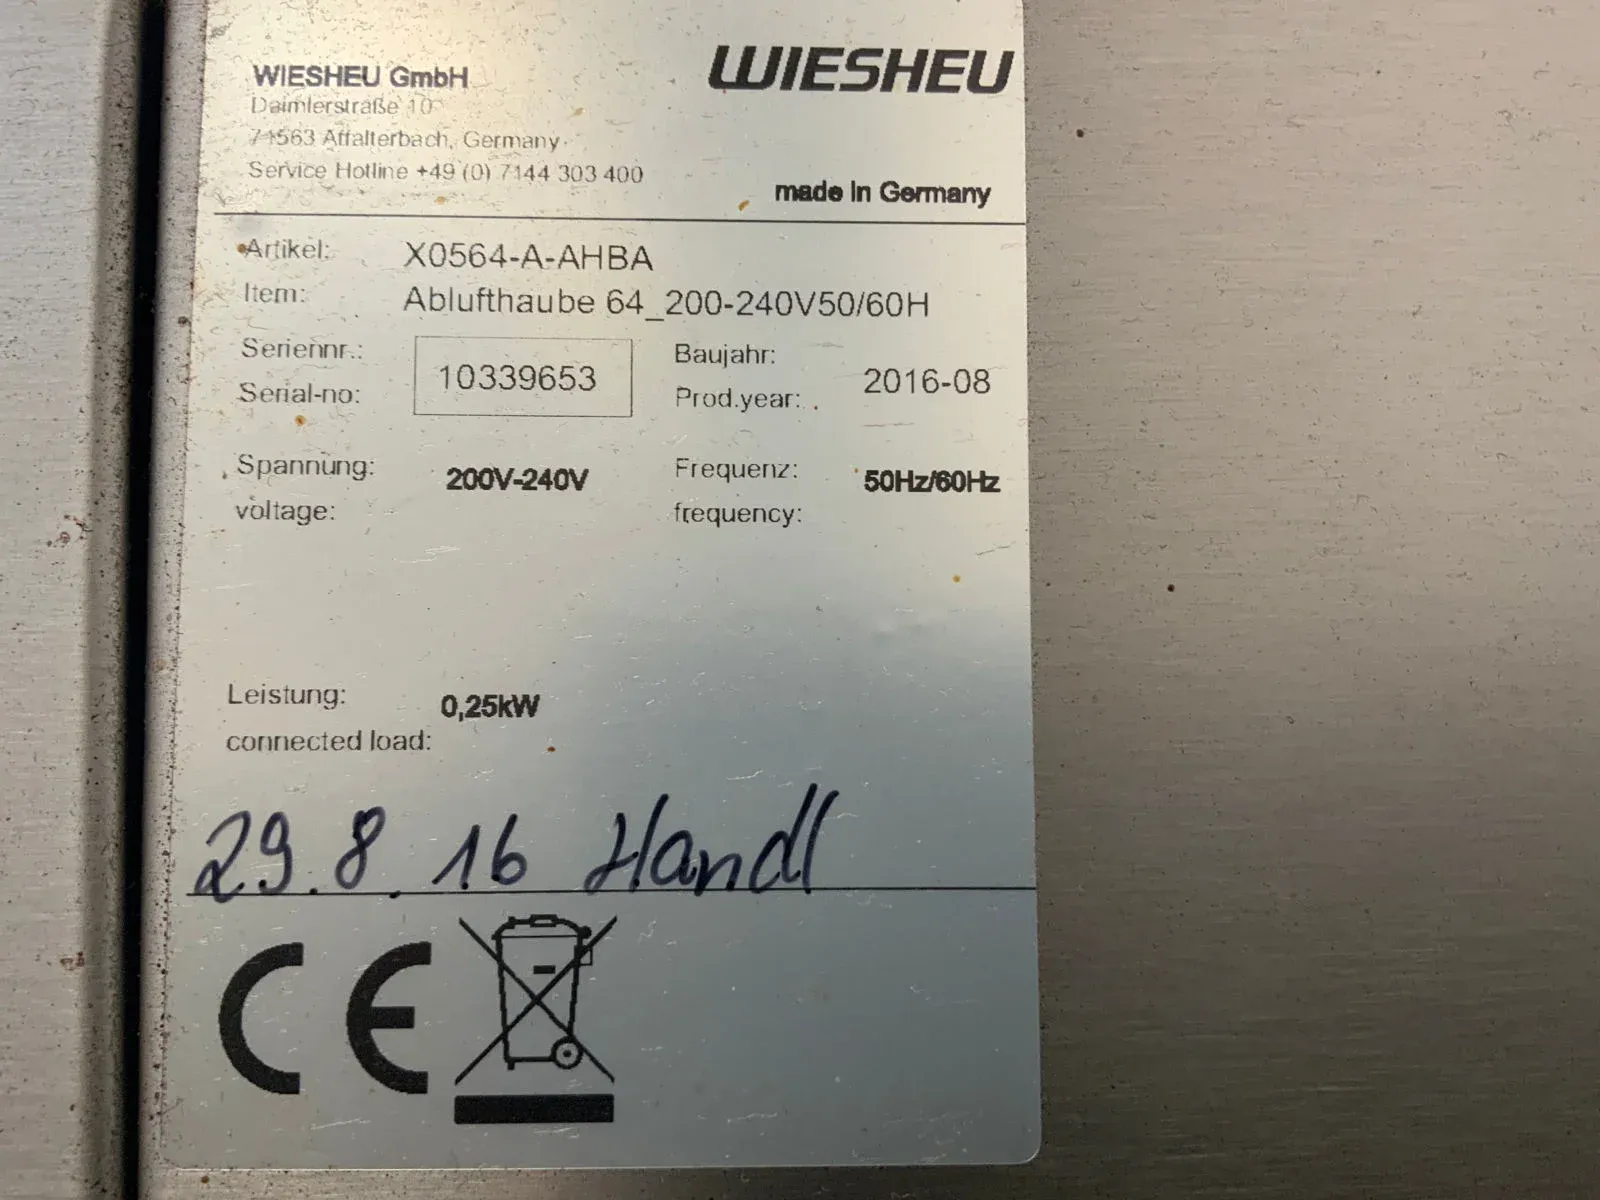 WIESHEU GmbH
WIESHEU
Daimlerstraße 10
71563 Affalterbach, Germany
Service Hotline +49 (0) 7144 303 400
made in Germany
Artikel: X0564-A-AHBA
Item: Ablufthaube 64_200-240V50/60H
Seriennr.:
Serial-no:
10339653
Baujahr:
Prod.year:
2016-08
Spannung:
voltage:
200V-240V
Frequenz:
frequency:
50Hz/60Hz
Leistung:
connected load:
0,25kW
29.8.16 Handl
CE